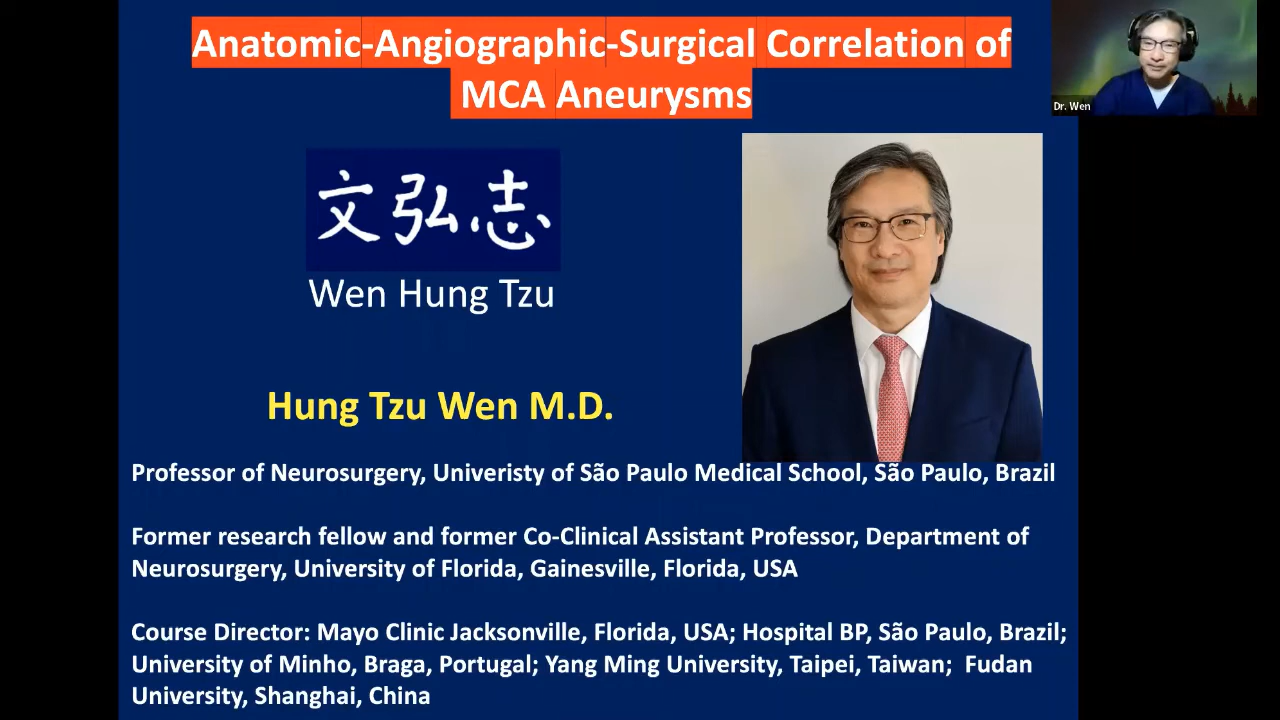 Anatomic-Angiographic-Surgical Correlation of
MCA Aneurysms
Dr. Wen
文弘志
Wen Hung Tzu
Hung Tzu Wen M.D.
Professor of Neurosurgery, Univeristy of São Paulo Medical School, São Paulo, Brazil
Former research fellow and former Co-Clinical Assistant Professor, Department of
Neurosurgery, University of Florida, Gainesville, Florida, USA
Course Director: Mayo Clinic Jacksonville, Florida, USA; Hospital BP, São Paulo, Brazil;
University of Minho, Braga, Portugal; Yang Ming University, Taipei, Taiwan; Fudan
University, Shanghai, China